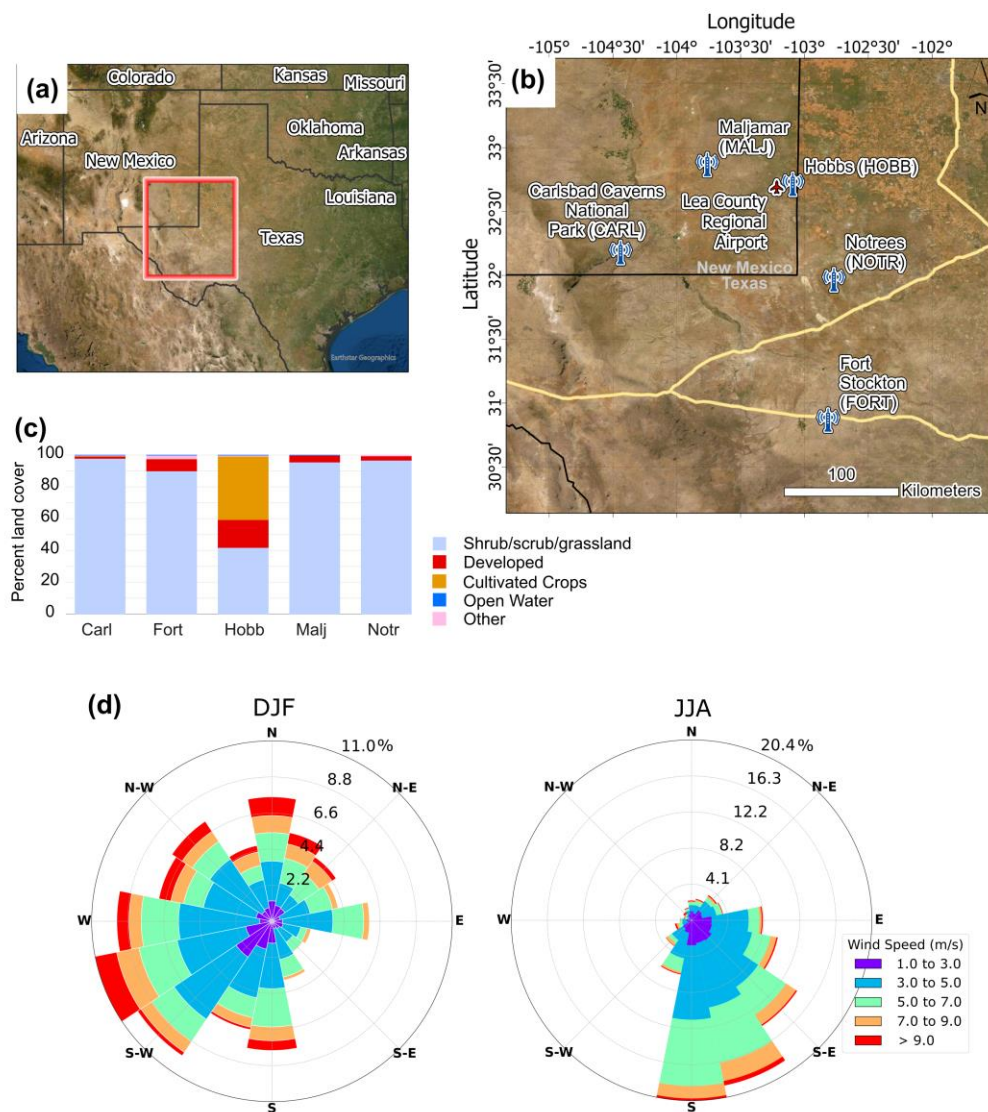 (a)
Colorado
Kansas
Missouri
Arizona
Oklahoma
New Mexico
Arkansas
Louisiana
Texas
Earthstar Geographics
(b)
Longitude
-105° -104°30' -104° -103°30' -103° -102°30' -102°
Latitude
33°30'
33°
32°30'
32°
31°30'
31°
30°30'
N
Maljamar
(MALJ)
Hobbs (HOBB)
Carlsbad Caverns
National
Park (CARL)
Lea County
Regional
Airport
Notrees
(NOTR)
New Mexico
Texas
Fort
Stockton
(FORT)
100
Kilometers
(c)
Percent land cover
100
80
60
40
20
0
Carl Fort Hobb Malj Notr
Shrub/scrub/grassland
Developed
Cultivated Crops
Open Water
Other
(d)
DJF
N
11.0%
8.8
6.6
4.4
2.2
N-W
N-E
W
E
S-W
S-E
S
JJA
N
20.4%
16.3
12.2
8.2
4.1
N-W
N-E
W
E
S-W
S-E
S
Wind Speed (m/s)
1.0 to 3.0
3.0 to 5.0
5.0 to 7.0
7.0 to 9.0
> 9.0